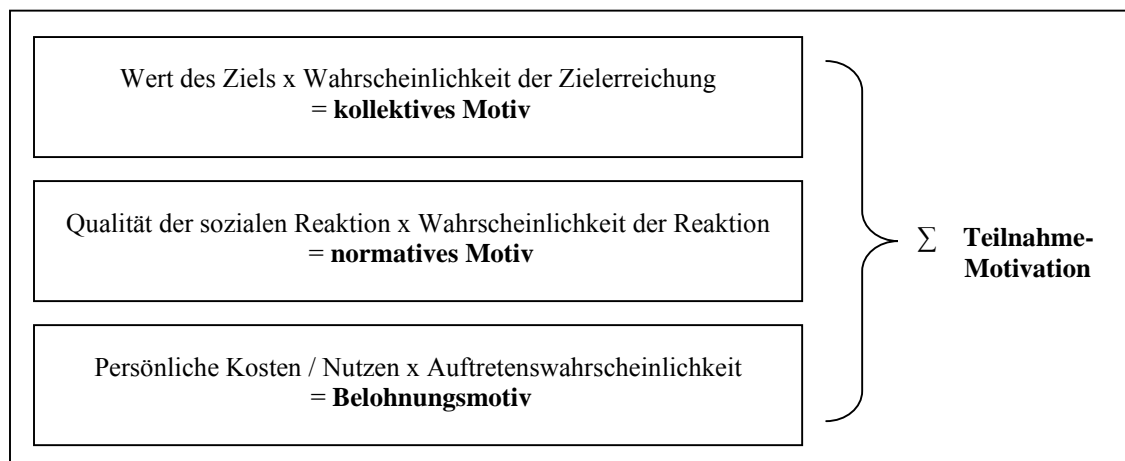 Wert des Ziels x Wahrscheinlichkeit der Zielerreichung
= kollektives Motiv
Qualität der sozialen Reaktion x Wahrscheinlichkeit der Reaktion
= normatives Motiv
Persönliche Kosten / Nutzen x Auftretenswahrscheinlichkeit
= Belohnungsmotiv
∑ Teilnahme-
Motivation